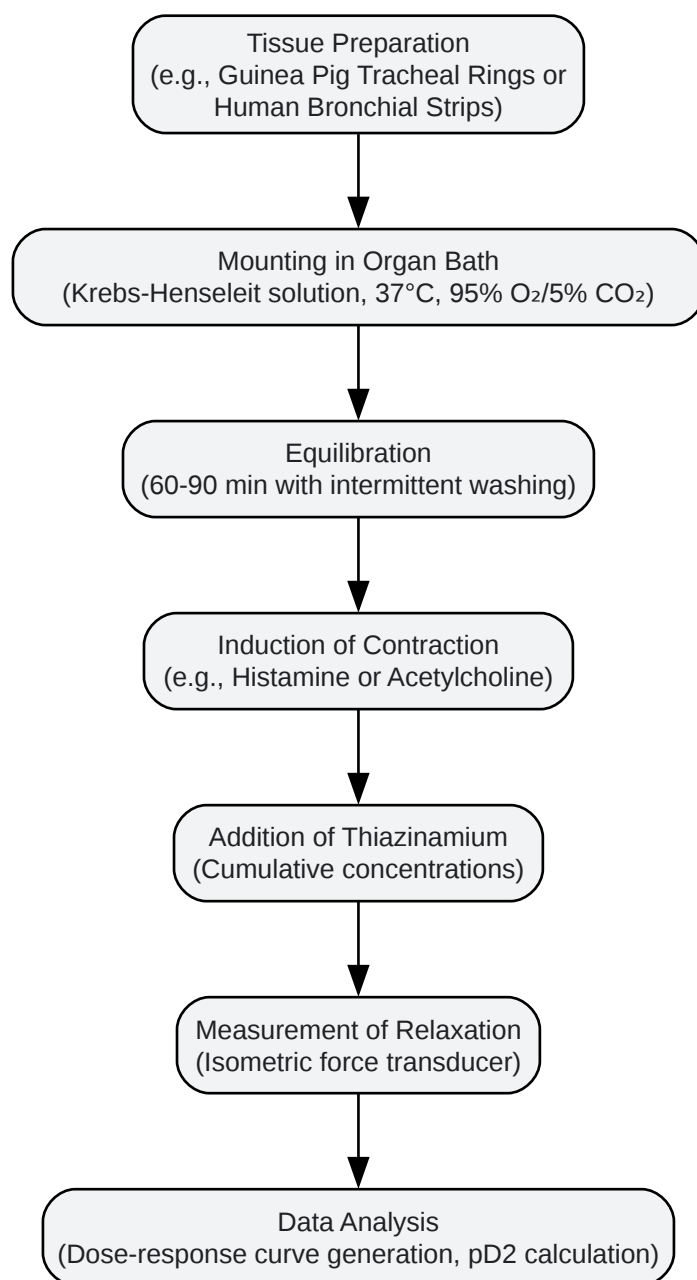 Tissue Preparation
(e.g., Guinea Pig Tracheal Rings or
Human Bronchial Strips)
Mounting in Organ Bath
(Krebs-Henseleit solution, 37°C, 95% O₂/5% CO₂)
Equilibration
(60-90 min with intermittent washing)
Induction of Contraction
(e.g., Histamine or Acetylcholine)
Addition of Thiazinamium
(Cumulative concentrations)
Measurement of Relaxation
(Isometric force transducer)
Data Analysis
(Dose-response curve generation, pD2 calculation)